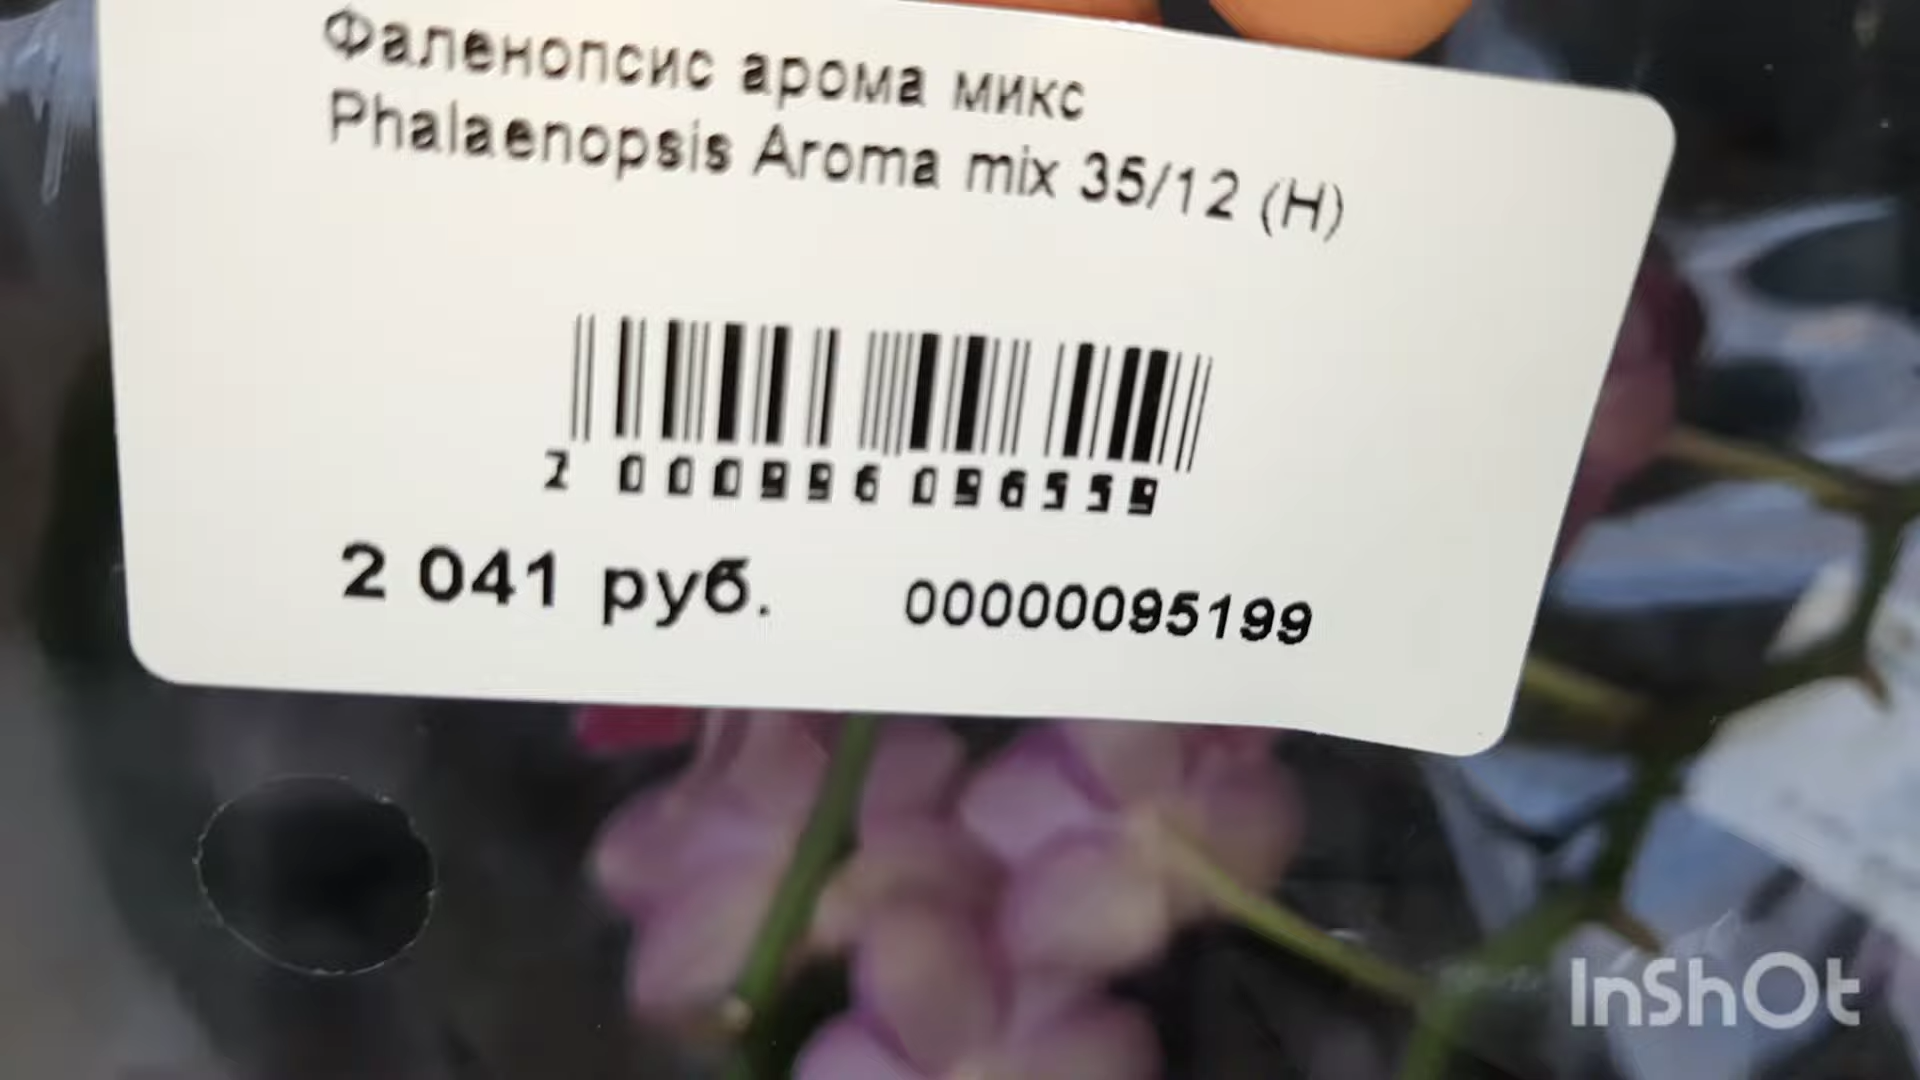 Фаленопсис арома микс
Phalaenopsis Aroma mix 35/12 (H)
2 000996 096559
2 041 руб. 00000095199
InShOt